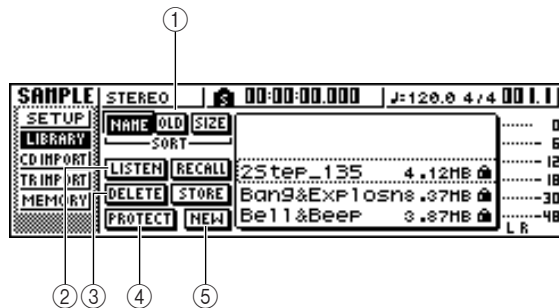 ①
SAMPLE STEREO S 00:00:00.000 ♩=120.0 4/4 001.1
SETUP
LIBRARY
CD IMPORT
TR IMPORT
MEMORY
NAME OLD SIZE
SORT
LISTEN RECALL
DELETE STORE
PROTECT NEW
2Step_135 4.12MB
Bang&Explosn8.37MB
Bell&Beep 3.87MB
0
6
12
18
30
48
L R
② ③ ④ ⑤